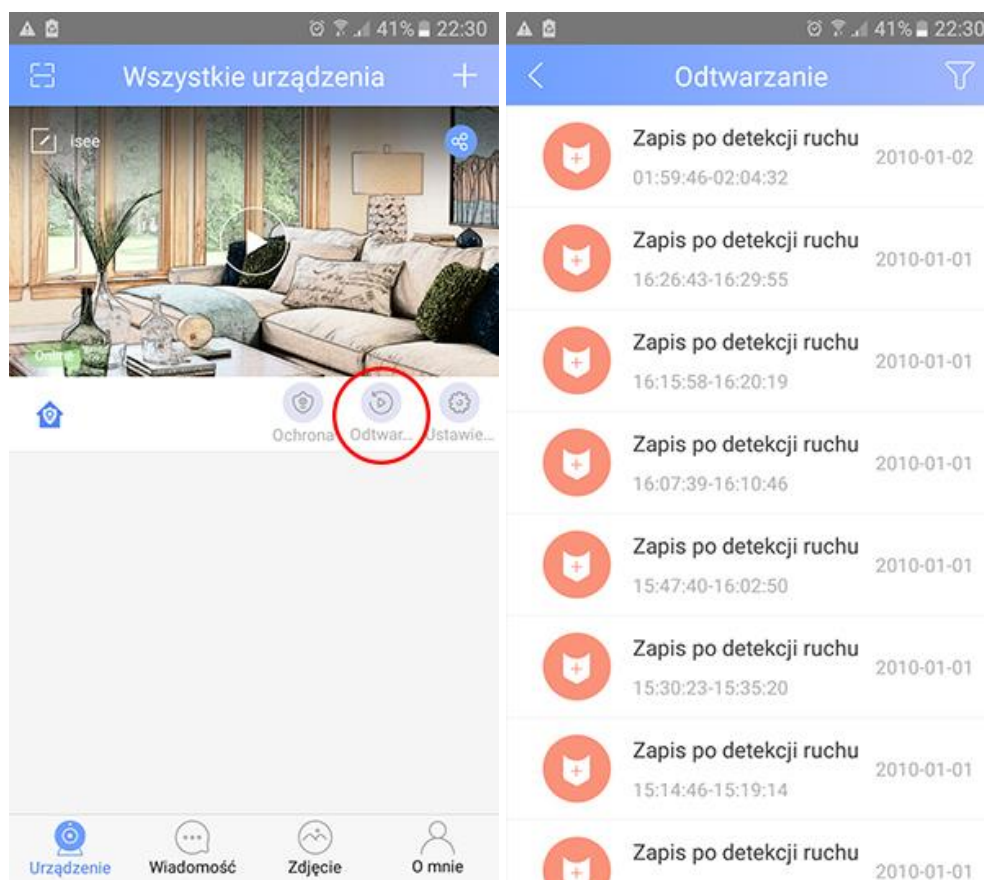 41% 22:30
Wszystkie urządzenia
isee
Online
Ochrona
Odtwar...
Ustawie...
Urządzenie
Wiadomość
Zdjęcie
O mnie
41% 22:30
Odtwarzanie
Zapis po detekcji ruchu
2010-01-02
01:59:46-02:04:32
Zapis po detekcji ruchu
2010-01-01
16:26:43-16:29:55
Zapis po detekcji ruchu
2010-01-01
16:15:58-16:20:19
Zapis po detekcji ruchu
2010-01-01
16:07:39-16:10:46
Zapis po detekcji ruchu
2010-01-01
15:47:40-16:02:50
Zapis po detekcji ruchu
2010-01-01
15:30:23-15:35:20
Zapis po detekcji ruchu
2010-01-01
15:14:46-15:19:14
Zapis po detekcji ruchu
2010-01-01